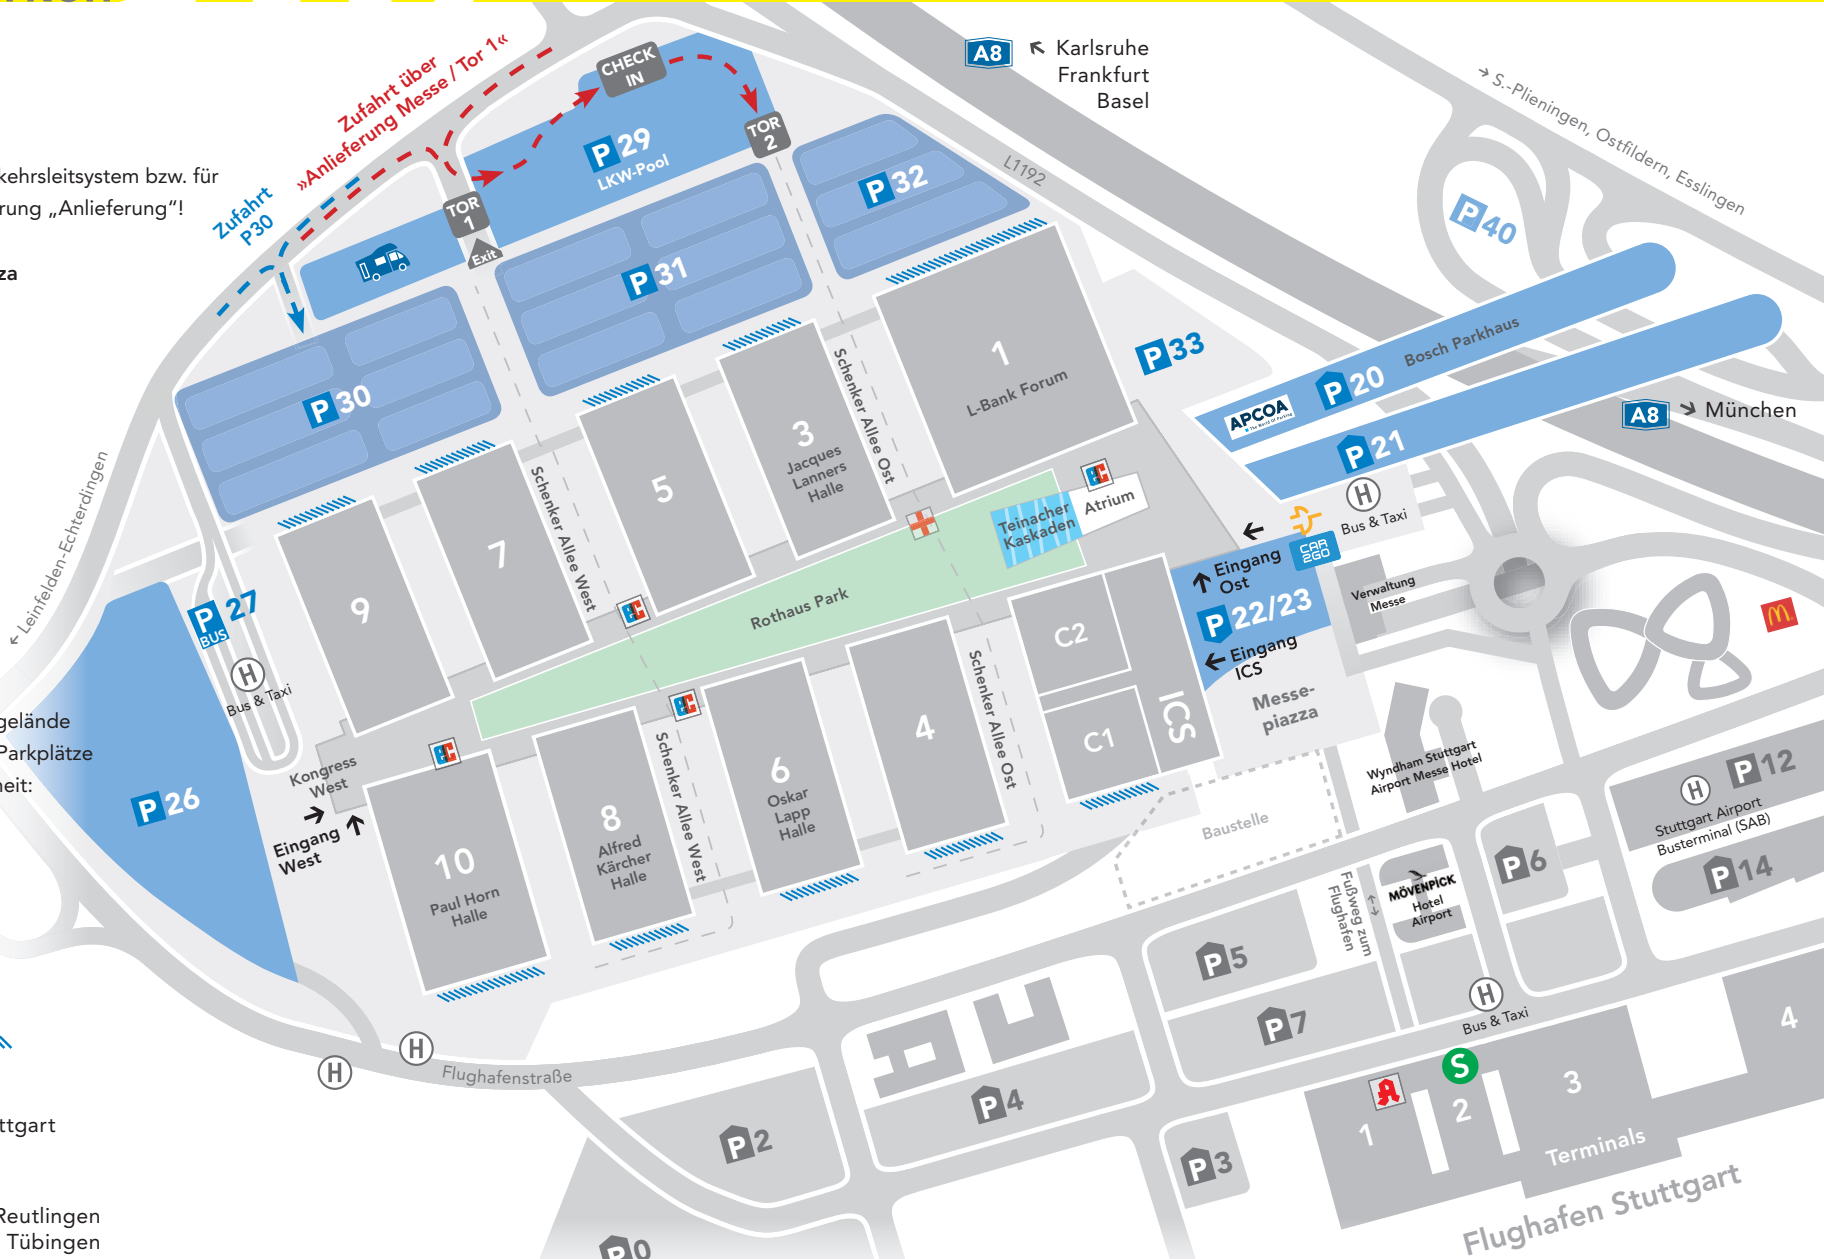 kehrsleitsystem bzw. für
rung „Anlieferung“!
za
gelände
Parkplätze
heit:
ttgart
Reutlingen
Tübingen
Zufahrt über
»Anlieferung Messe / Tor 1«
Zufahrt
P30
CHECK
IN
TOR
1
Exit
TOR
2
P 29
LKW-Pool
P 30
P 31
P 32
P 33
A8
Karlsruhe
Frankfurt
Basel
L1192
S.-Plieningen, Ostfildern, Esslingen
P 40
Bosch Parkhaus
P 20
APCOA
P 21
A8
München
H
Bus & Taxi
CAR
2GO
Eingang
Ost
P 22/23
Eingang
ICS
Messe-
piazza
Verwaltung
Messe
1
L-Bank Forum
3
Jacques
Lanners
Halle
5
7
9
Schenker Allee Ost
Schenker Allee West
EC
Atrium
Teinacher
Kaskaden
Rothaus Park
EC
EC
EC
C2
C1
ICS
4
6
Oskar
Lapp
Halle
8
Alfred
Kärcher
Halle
10
Paul Horn
Halle
Schenker Allee Ost
Schenker Allee West
Leinfelden-Echterdingen
P 27
BUS
H
Bus & Taxi
P 26
Kongress
West
Eingang
West
Baustelle
Wyndham Stuttgart
Airport Messe Hotel
P 12
H
Stuttgart Airport
Busterminal (SAB)
P 14
P 6
MÖVENPICK
Hotel
Airport
Fußweg zum
Flughafen
P 5
P 7
H
Bus & Taxi
S
H
H
Flughafenstraße
P 2
P 4
P 3
P 0
1
2
3
4
Terminals
Flughafen Stuttgart